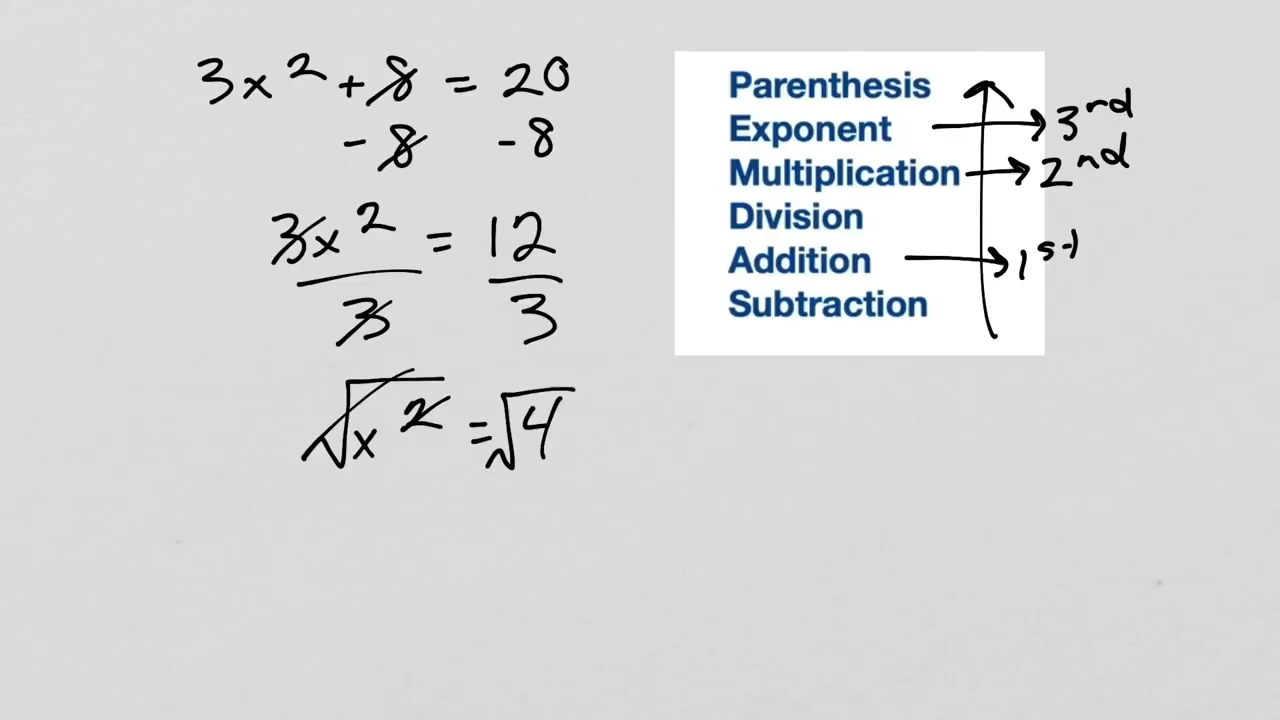 3x² + 8 = 20
- 8 - 8
3x² = 12
3 3
√x² = √4
Parenthesis
Exponent → 3rd
Multiplication → 2nd
Division
Addition → 1st
Subtraction